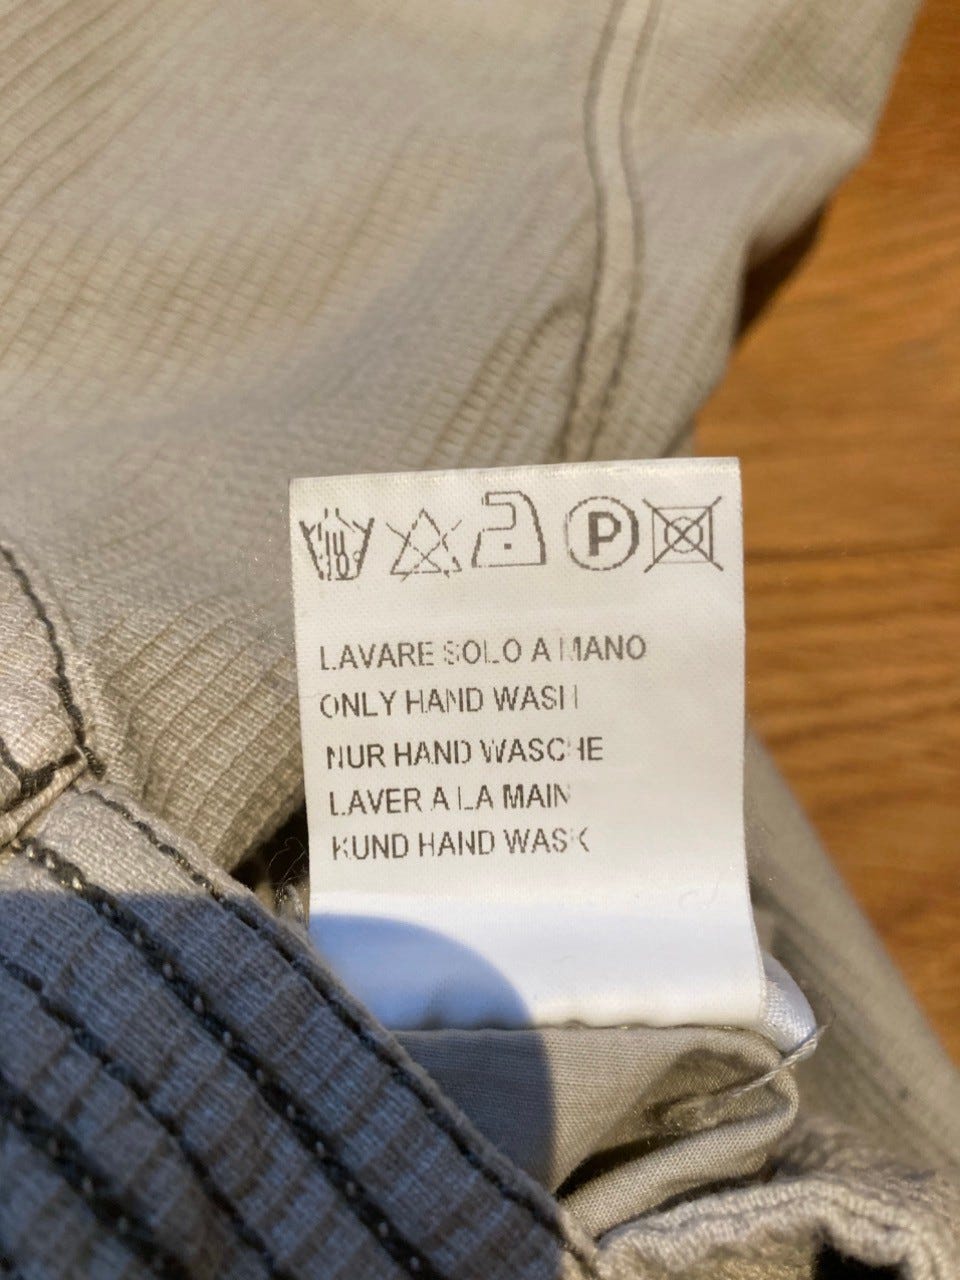 P
LAVARE SOLO A MANO
ONLY HAND WASH
NUR HAND WASCHE
LAVER A LA MAIN
KUND HAND WASK